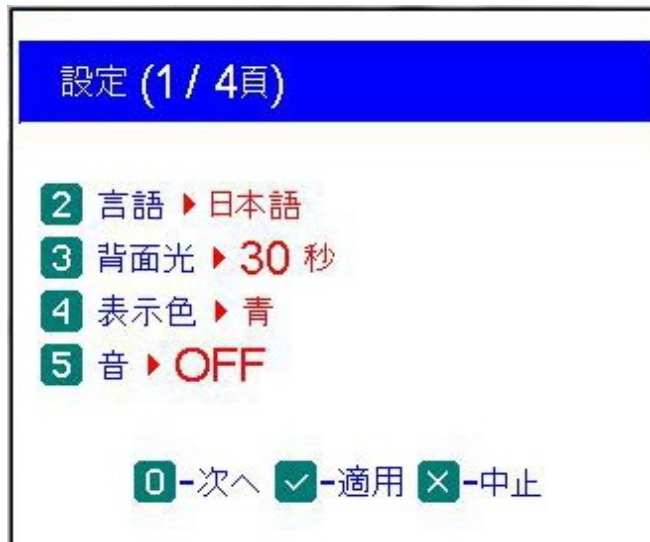 設定 (1 / 4頁)
2 言語 ▶ 日本語
3 背面光 ▶ 30 秒
4 表示色 ▶ 青
5 音 ▶ OFF
0-次へ ✓-適用 ×-中止